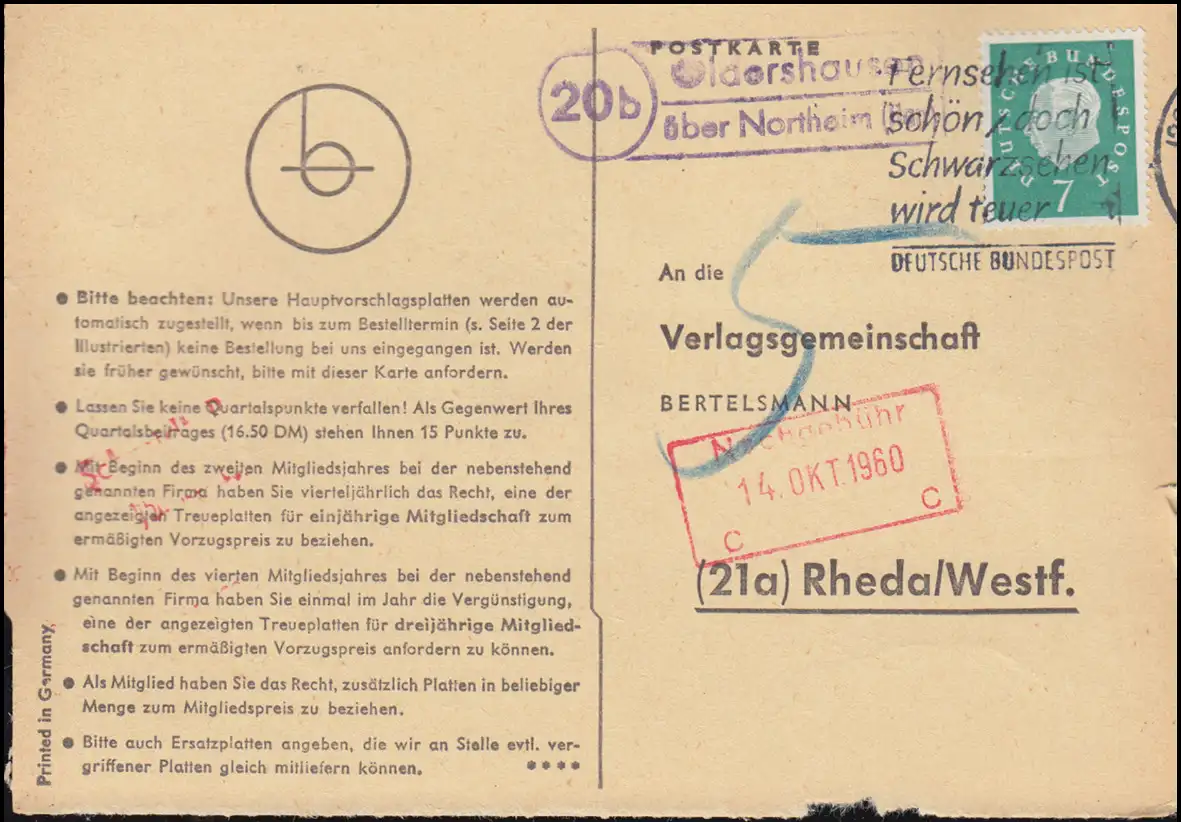 POSTKARTE
20b
Oldershausen
über Northeim (Han)
Fernsehen ist
schön, doch
Schwarzsehen
wird teuer
DEUTSCHE BUNDESPOST
DEUTSCHE BUNDESPOST
7
b
● Bitte beachten: Unsere Hauptvorschlagsplatten werden au-
tomatisch zugestellt, wenn bis zum Bestelltermin (s. Seite 2 der
Illustrierten) keine Bestellung bei uns eingegangen ist. Werden
sie früher gewünscht, bitte mit dieser Karte anfordern.
● Lassen Sie keine Quartalspunkte verfallen! Als Gegenwert Ihres
Quartalsbeitrages (16.50 DM) stehen Ihnen 15 Punkte zu.
● Mit Beginn des zweiten Mitgliedsjahres bei der nebenstehend
genannten Firma haben Sie vierteljährlich das Recht, eine der
angezeigten Treueplatten für einjährige Mitgliedschaft zum
ermäßigten Vorzugspreis zu beziehen.
● Mit Beginn des vierten Mitgliedsjahres bei der nebenstehend
genannten Firma haben Sie einmal im Jahr die Vergünstigung,
eine der angezeigten Treueplatten für dreijährige Mitglied-
schaft zum ermäßigten Vorzugspreis anfordern zu können.
● Als Mitglied haben Sie das Recht, zusätzlich Platten in beliebiger
Menge zum Mitgliedspreis zu beziehen.
● Bitte auch Ersatzplatten angeben, die wir an Stelle evtl. ver-
griffener Platten gleich mitliefern können. ****
Printed in Germany
An die
Verlagsgemeinschaft
BERTELSMANN
5
Nachgebühr
14. OKT. 1960
C C
(21a) Rheda/Westf.